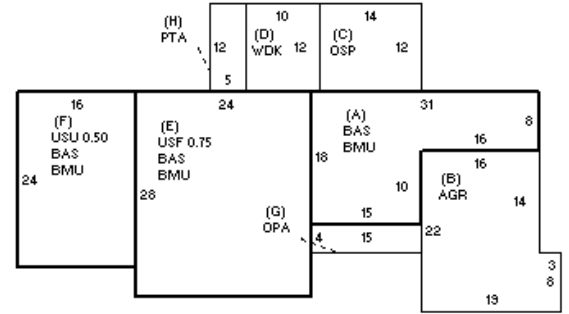 (H)
PTA
12
5
10
(D)
WDK 12
14
(C)
OSP 12
16
(F)
USU 0.50
BAS
BMU
24
24
(E)
USF 0.75
BAS
BMU
28
31
(A)
BAS
BMU
8
16
18
10
15
16
(B)
AGR
14
22
3
8
19
(G)
OPA
4 15